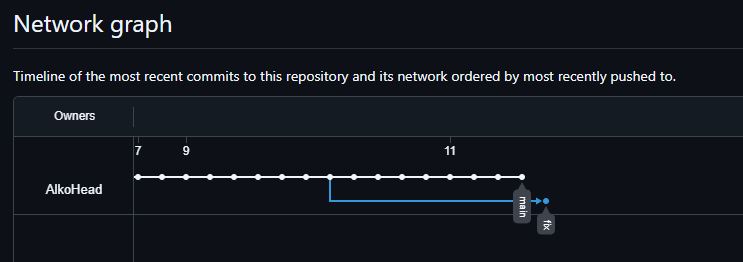 Network graph
Timeline of the most recent commits to this repository and its network ordered by most recently pushed to.
Owners
7 9 11
AlkoHead
main
fix